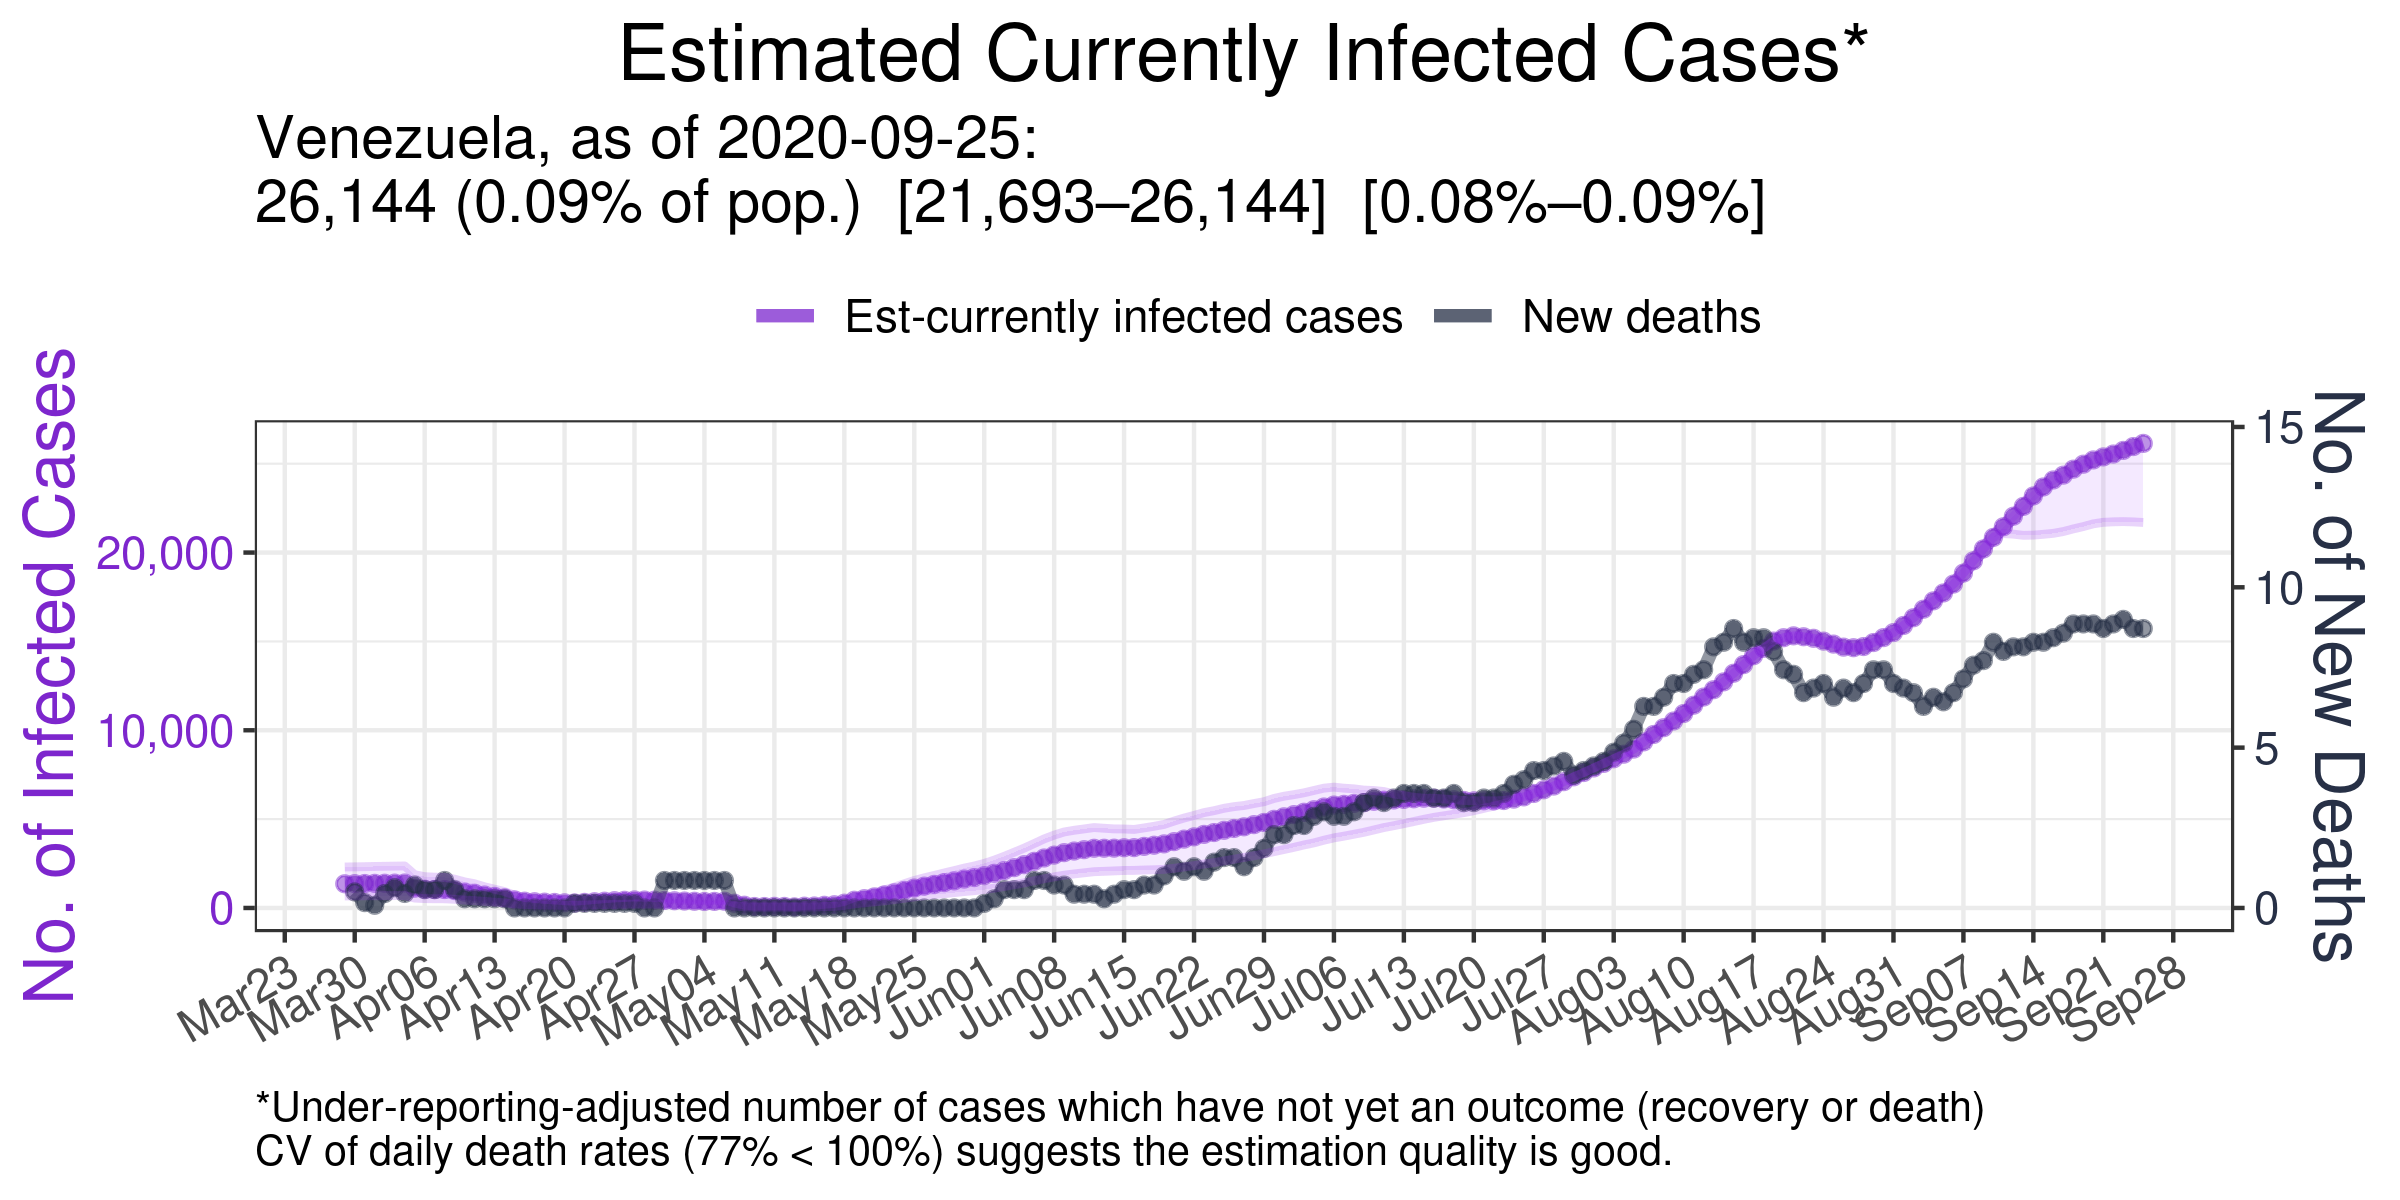 Estimated Currently Infected Cases*
Venezuela, as of 2020-09-25:
26,144 (0.09% of pop.)  [21,693–26,144]  [0.08%–0.09%]
Est-currently infected cases
New deaths
No. of Infected Cases
20,000
10,000
0
15
10
5
0
No. of New Deaths
Mar23
Mar30
Apr06
Apr13
Apr20
Apr27
May04
May11
May18
May25
Jun01
Jun08
Jun15
Jun22
Jun29
Jul06
Jul13
Jul20
Jul27
Aug03
Aug10
Aug17
Aug24
Aug31
Sep07
Sep14
Sep21
Sep28
*Under-reporting-adjusted number of cases which have not yet an outcome (recovery or death)
CV of daily death rates (77% < 100%) suggests the estimation quality is good.